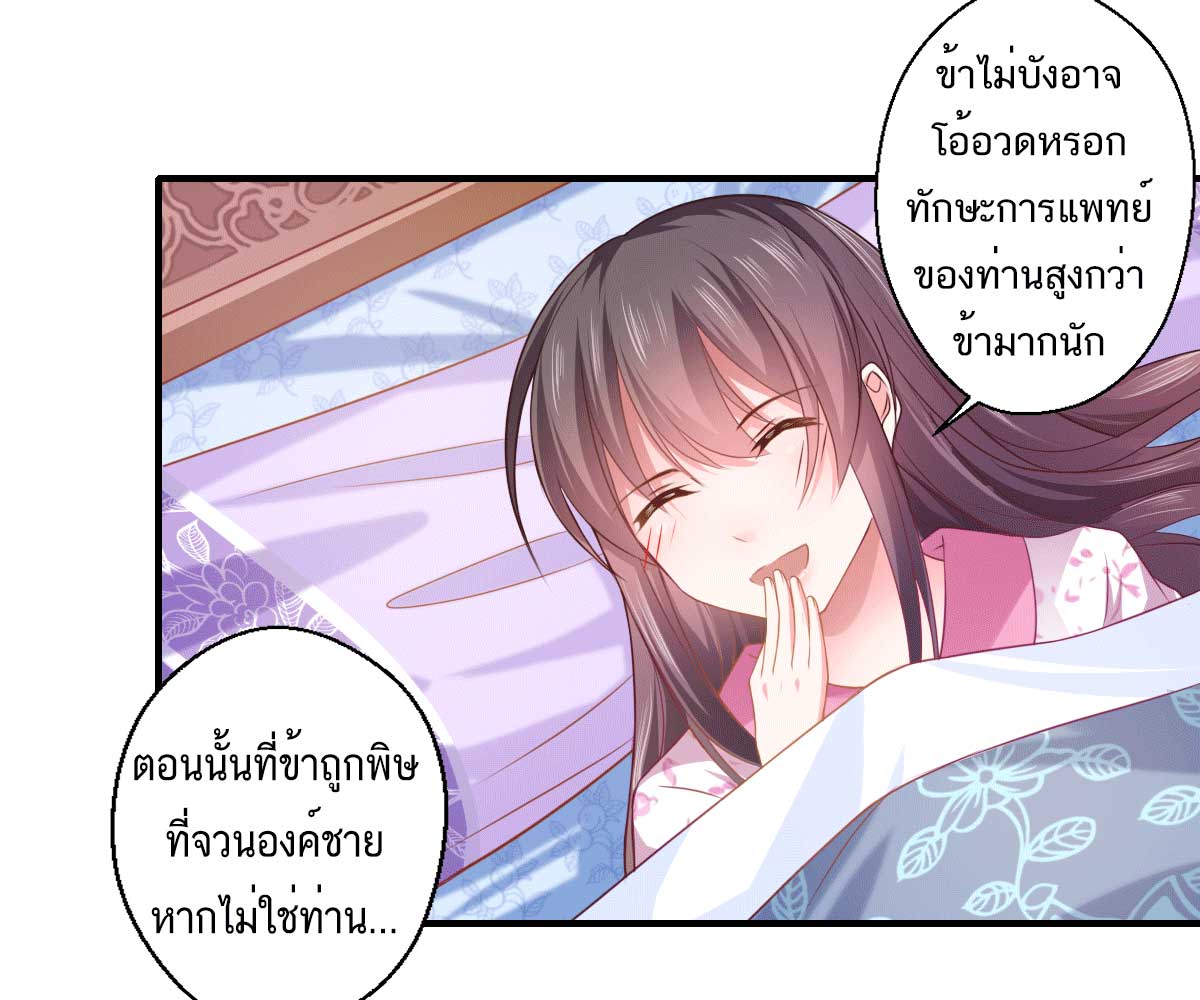 ข้าไม่บังอาจ
โอ้อวดหรอก
ทักษะการแพทย์
ของท่านสูงกว่า
ข้ามากนัก
ตอนนั้นที่ข้าถูกพิษ
ที่จวนองค์ชาย
หากไม่ใช่ท่าน...